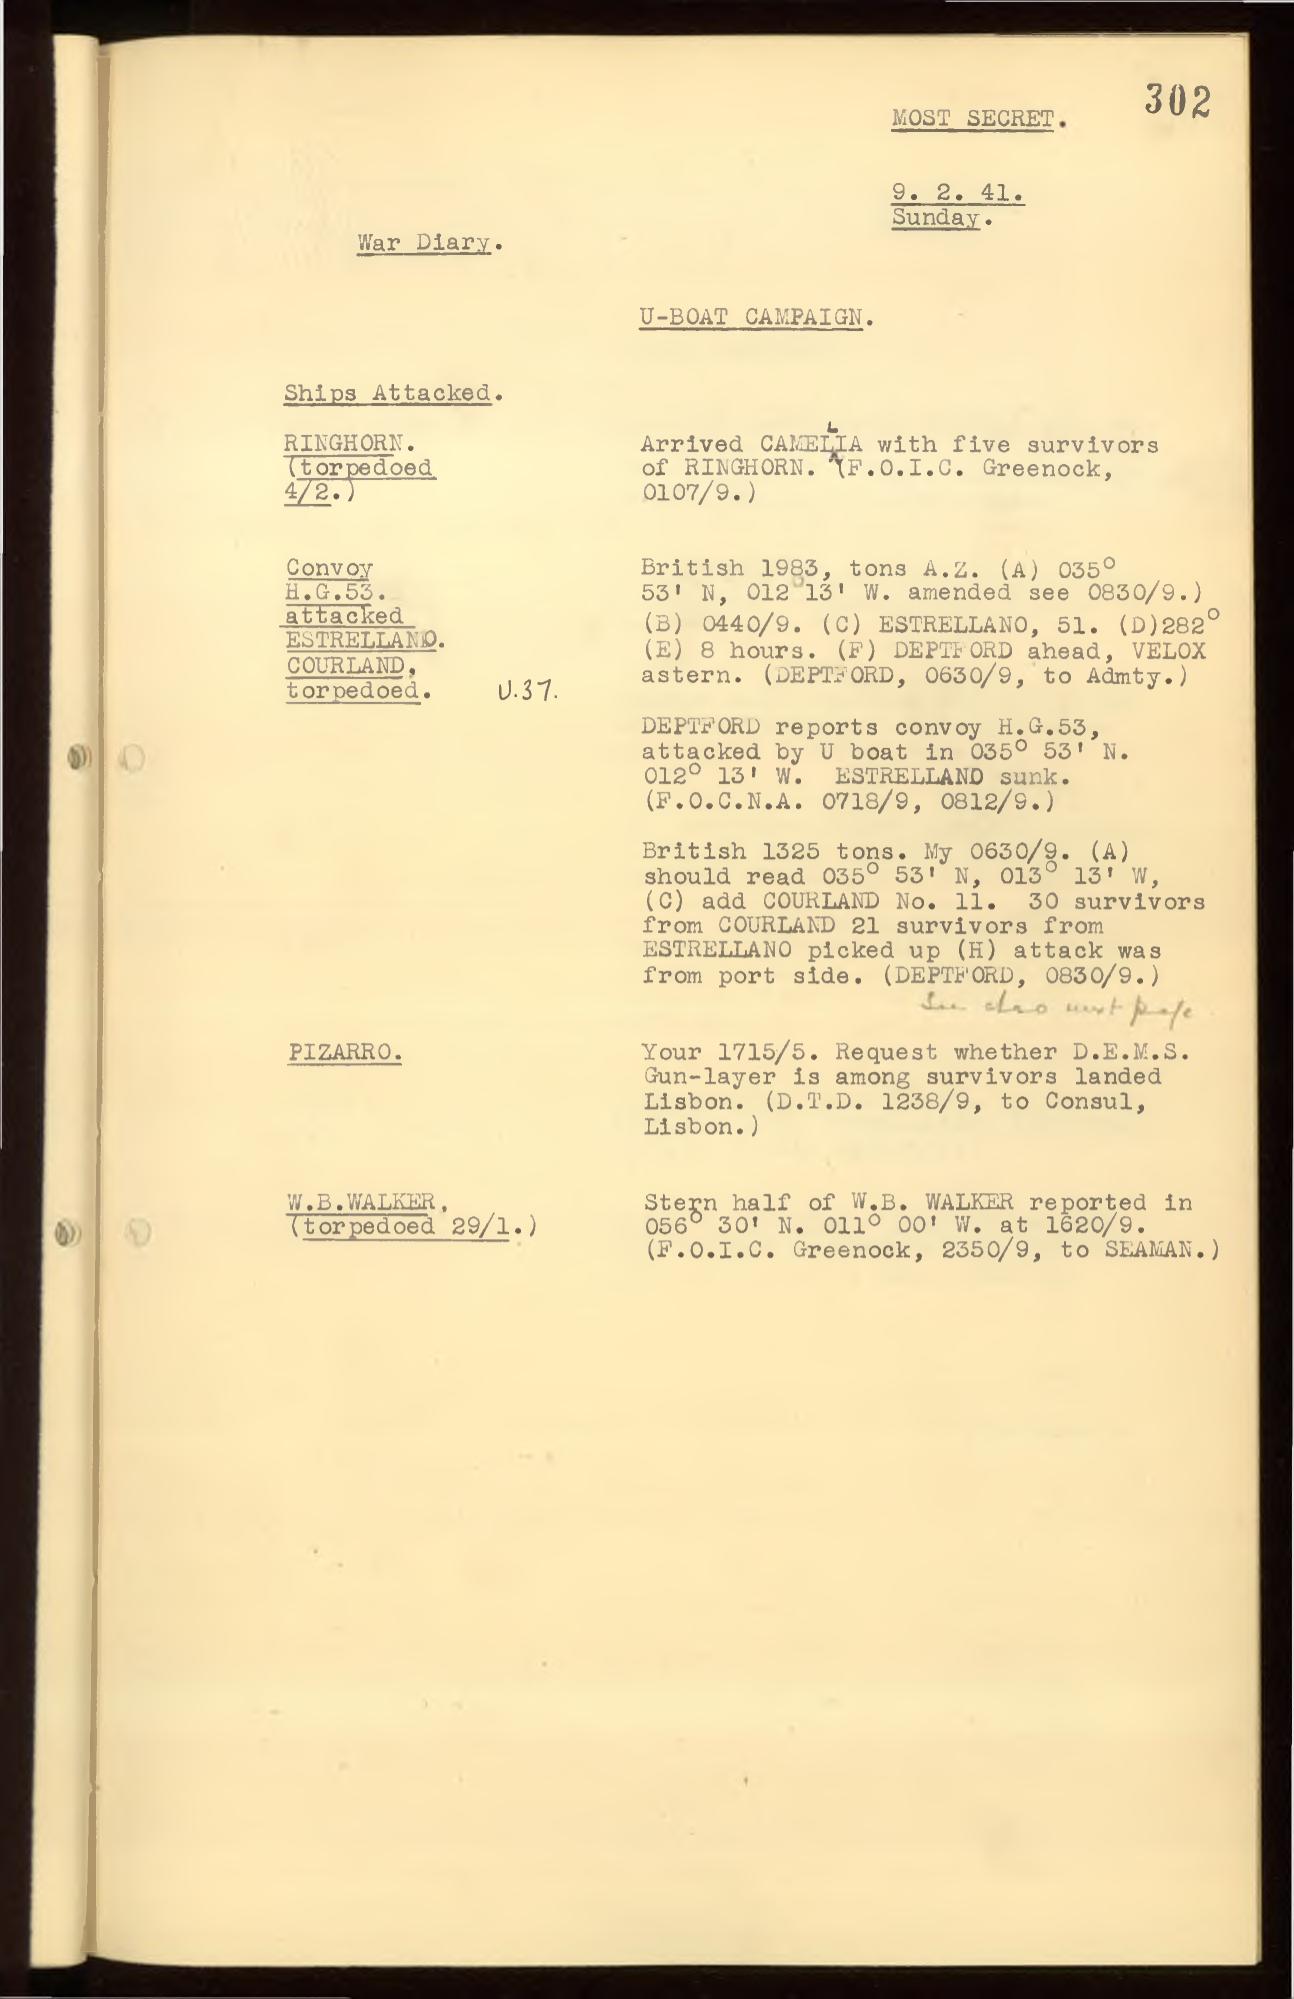 302
MOST SECRET.
9. 2. 41.
Sunday.
War Diary.
U-BOAT CAMPAIGN.
Ships Attacked.
RINGHORN.
(torpedoed
4/2.)
Arrived CAMELLIA with five survivors
of RINGHORN. (F.O.I.C. Greenock,
0107/9.)
Convoy
H.G.53.
attacked
ESTRELLANO.
COURLAND,
torpedoed. U.37.
British 1983, tons A.Z. (A) 035°
53' N, 012°13' W. amended see 0830/9.)
(B) 0440/9. (C) ESTRELLANO, 51. (D)282°
(E) 8 hours. (F) DEPTFORD ahead, VELOX
astern. (DEPTFORD, 0630/9, to Admty.)
DEPTFORD reports convoy H.G.53,
attacked by U boat in 035° 53' N.
012° 13' W. ESTRELLANO sunk.
(F.O.C.N.A. 0718/9, 0812/9.)
British 1325 tons. My 0630/9. (A)
should read 035° 53' N, 013° 13' W,
(C) add COURLAND No. 11. 30 survivors
from COURLAND 21 survivors from
ESTRELLANO picked up (H) attack was
from port side. (DEPTFORD, 0830/9.)
See also next page
PIZARRO.
Your 1715/5. Request whether D.E.M.S.
Gun-layer is among survivors landed
Lisbon. (D.T.D. 1238/9, to Consul,
Lisbon.)
W.B.WALKER,
(torpedoed 29/1.)
Stern half of W.B. WALKER reported in
056° 30' N. 011° 00' W. at 1620/9.
(F.O.I.C. Greenock, 2350/9, to SEAMAN.)